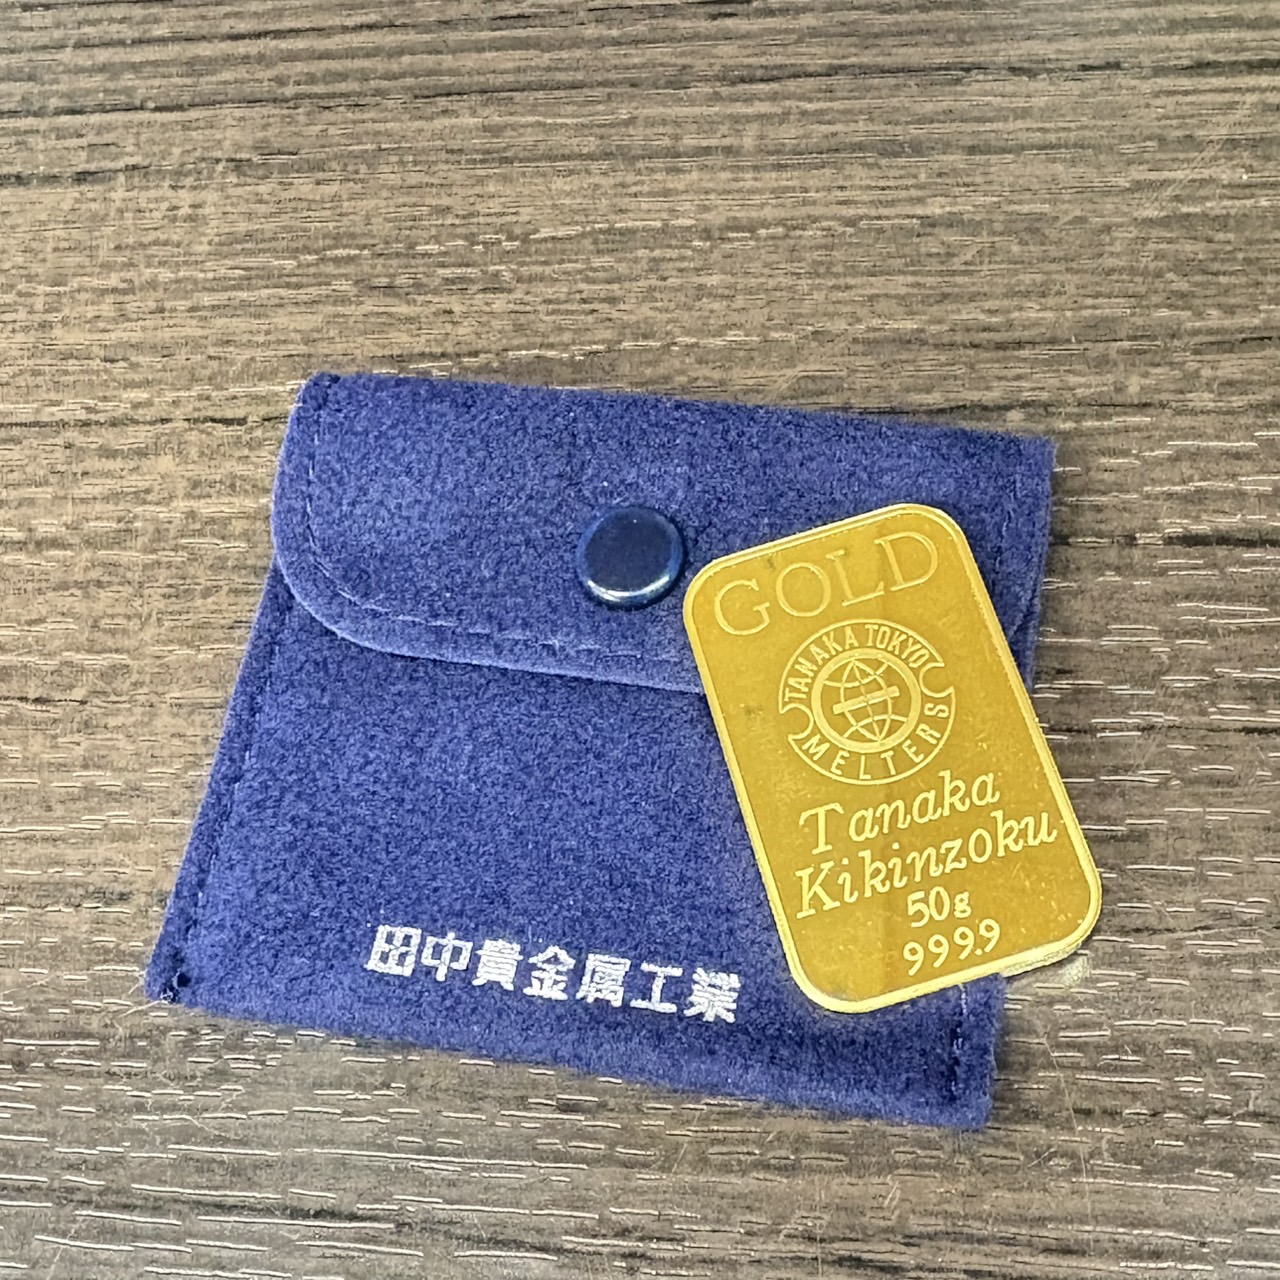 GOLD
TANAKA TOKYO
MELTERS
Tanaka
Kikinzoku
50g
999.9
田中貴金属工業